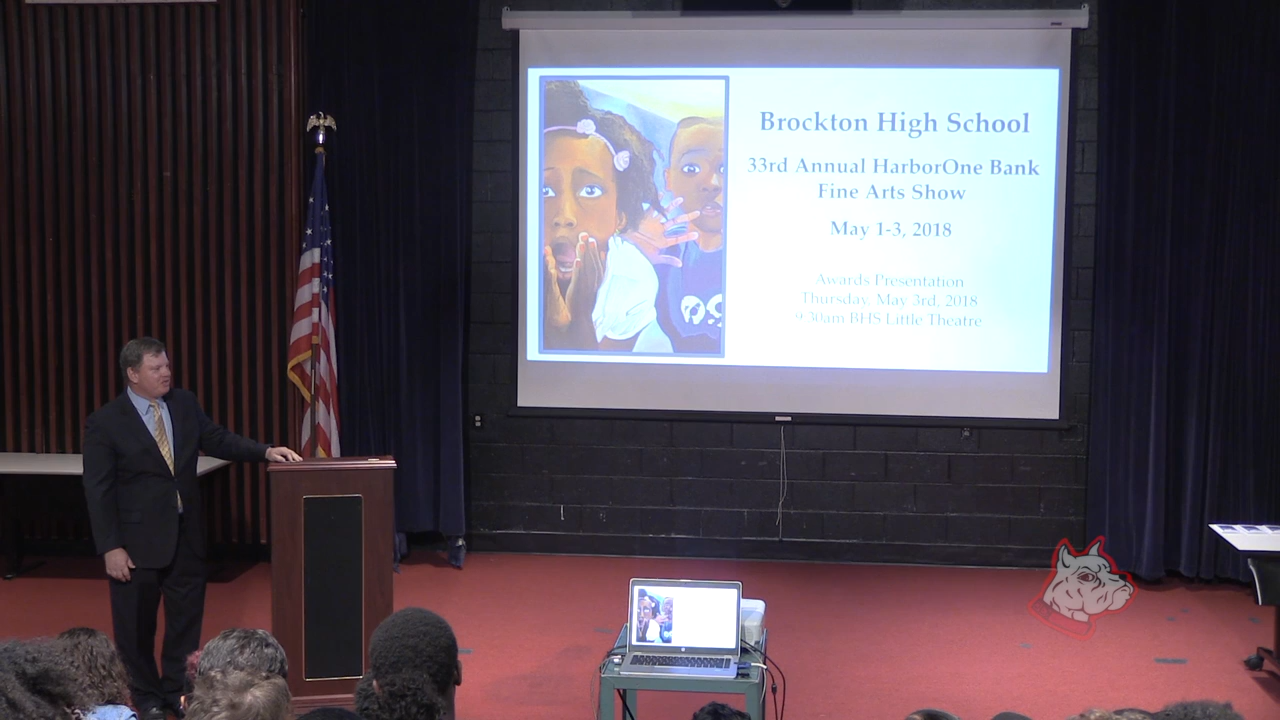 Brockton High School
33rd Annual HarborOne Bank
Fine Arts Show
May 1-3, 2018
Awards Presentation
Thursday, May 3rd, 2018
9:30am BHS Little Theatre